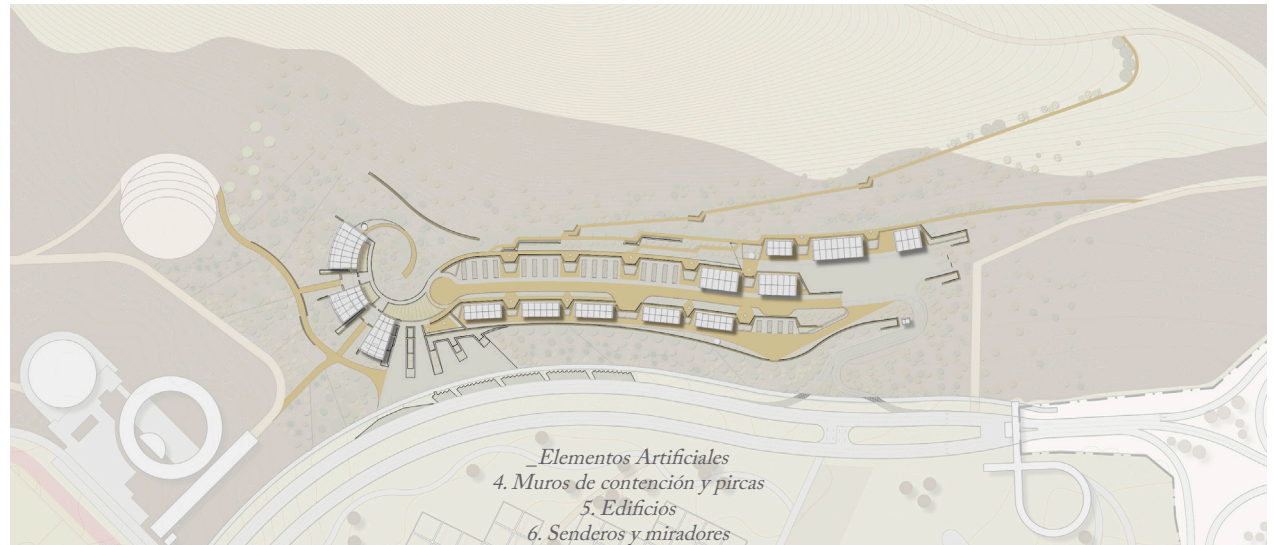 _Elementos Artificiales
4. Muros de contención y pircas
5. Edificios
6. Senderos y miradores